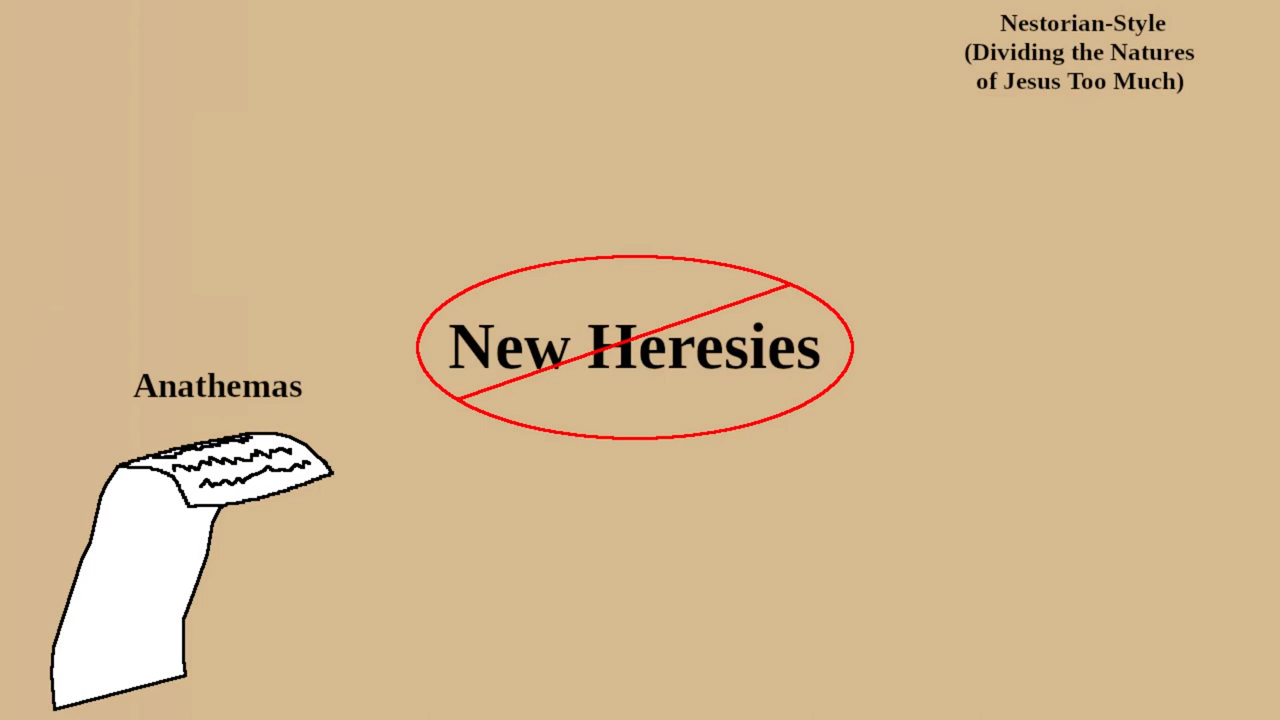 Nestorian-Style
(Dividing the Natures
of Jesus Too Much)
New Heresies
Anathemas